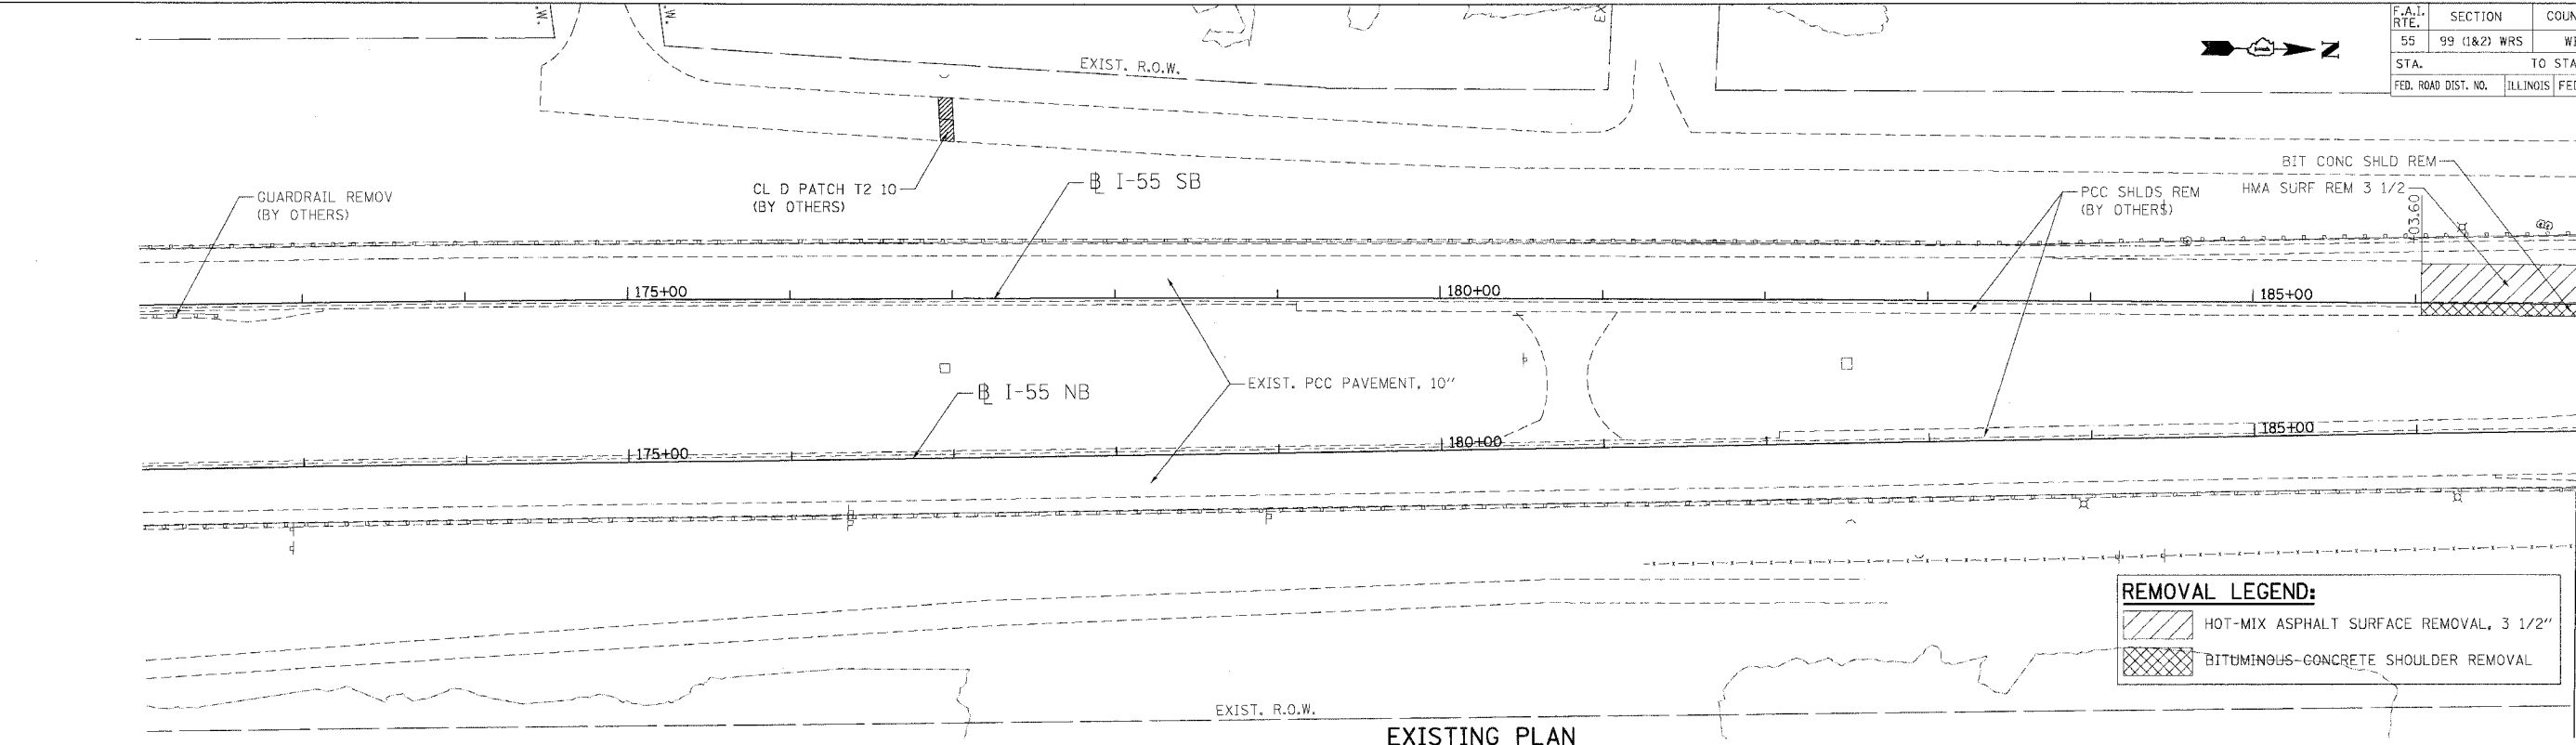 F.A.I. RTE. SECTION COUN
55 99 (1&2) WRS
STA. TO STA
FED. ROAD DIST. NO. ILLINOIS FED
N
EXIST. R.O.W.
GUARDRAIL REMOV
(BY OTHERS)
CL D PATCH T2 10
(BY OTHERS)
℄ I-55 SB
PCC SHLDS REM
(BY OTHERS)
BIT CONC SHLD REM
HMA SURF REM 3 1/2
03.60
175+00
180+00
185+00
EXIST. PCC PAVEMENT, 10"
℄ I-55 NB
175+00
180+00
185+00
REMOVAL LEGEND:
HOT-MIX ASPHALT SURFACE REMOVAL, 3 1/2"
BITUMINOUS CONCRETE SHOULDER REMOVAL
EXIST. R.O.W.
EXISTING PLAN